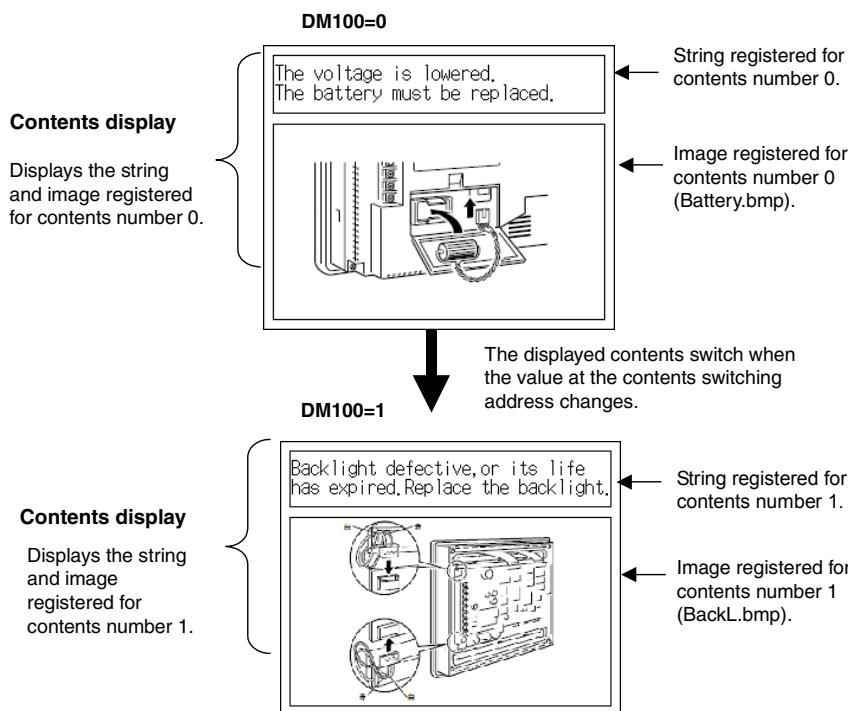 DM100=0
The voltage is lowered.
The battery must be replaced.
String registered for
contents number 0.
Contents display
Displays the string
and image registered
for contents number 0.
Image registered for
contents number 0
(Battery.bmp).
The displayed contents switch when
the value at the contents switching
address changes.
DM100=1
Backlight defective,or its life
has expired.Replace the backlight.
String registered for
contents number 1.
Contents display
Displays the string
and image
registered for
contents number 1.
Image registered for
contents number 1
(BackL.bmp).